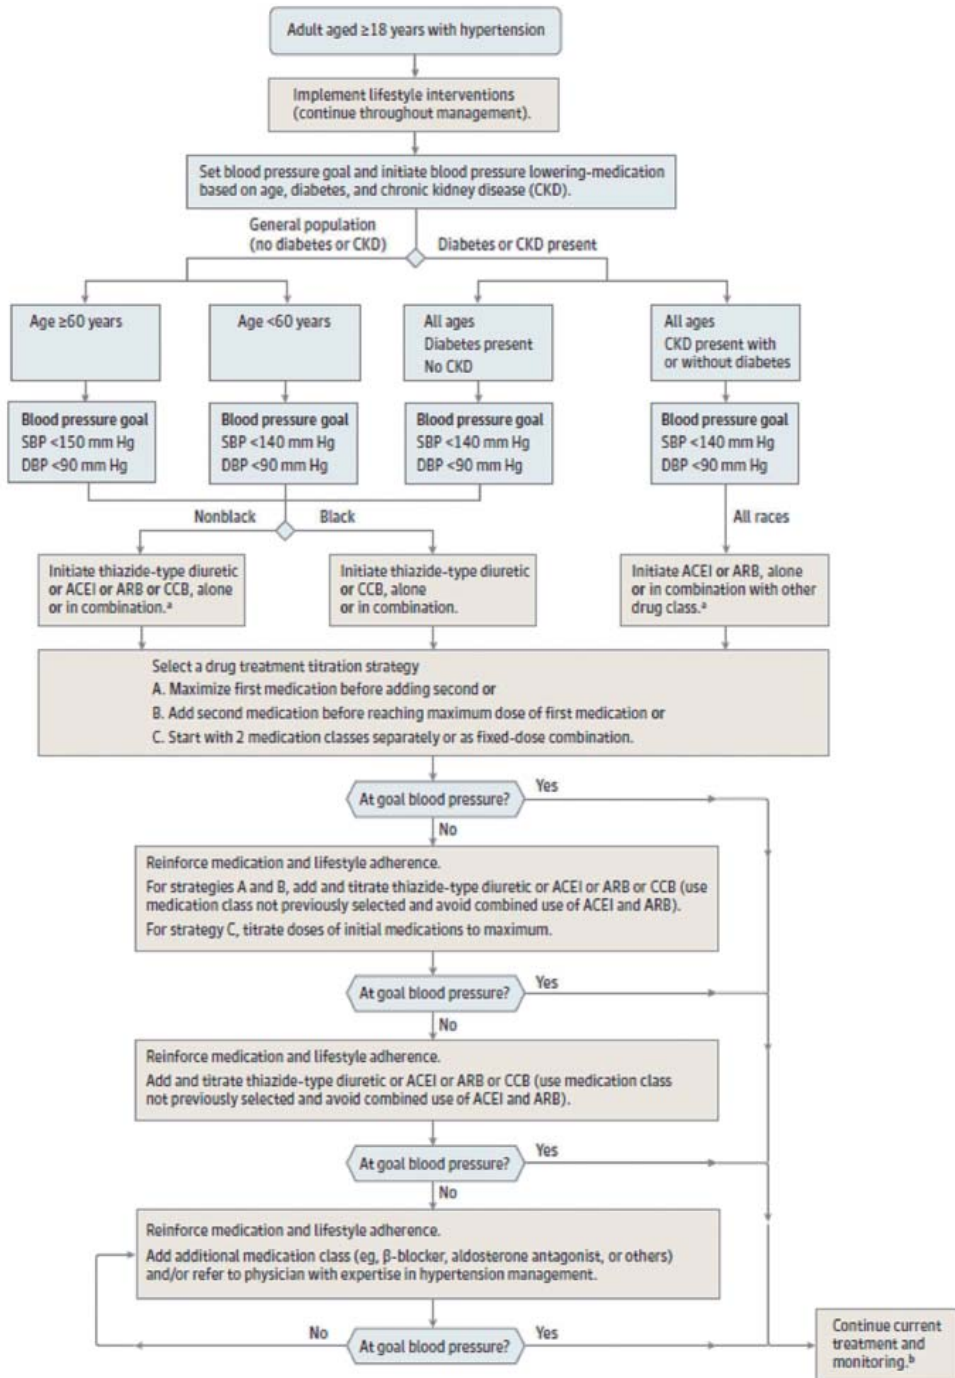 Adult aged ≥18 years with hypertension
Implement lifestyle interventions
(continue throughout management).
Set blood pressure goal and initiate blood pressure lowering-medication
based on age, diabetes, and chronic kidney disease (CKD).
General population
(no diabetes or CKD)
Diabetes or CKD present
Age ≥60 years
Age <60 years
All ages
Diabetes present
No CKD
All ages
CKD present with
or without diabetes
Blood pressure goal
SBP <150 mm Hg
DBP <90 mm Hg
Blood pressure goal
SBP <140 mm Hg
DBP <90 mm Hg
Blood pressure goal
SBP <140 mm Hg
DBP <90 mm Hg
Blood pressure goal
SBP <140 mm Hg
DBP <90 mm Hg
Nonblack
Black
All races
Initiate thiazide-type diuretic
or ACEI or ARB or CCB, alone
or in combination.ᵃ
Initiate thiazide-type diuretic
or CCB, alone
or in combination.
Initiate ACEI or ARB, alone
or in combination with other
drug class.ᵃ
Select a drug treatment titration strategy
A. Maximize first medication before adding second or
B. Add second medication before reaching maximum dose of first medication or
C. Start with 2 medication classes separately or as fixed-dose combination.
At goal blood pressure?
Yes
No
Reinforce medication and lifestyle adherence.
For strategies A and B, add and titrate thiazide-type diuretic or ACEI or ARB or CCB (use
medication class not previously selected and avoid combined use of ACEI and ARB).
For strategy C, titrate doses of initial medications to maximum.
At goal blood pressure?
Yes
No
Reinforce medication and lifestyle adherence.
Add and titrate thiazide-type diuretic or ACEI or ARB or CCB (use medication class
not previously selected and avoid combined use of ACEI and ARB).
At goal blood pressure?
Yes
No
Reinforce medication and lifestyle adherence.
Add additional medication class (eg, β-blocker, aldosterone antagonist, or others)
and/or refer to physician with expertise in hypertension management.
No
At goal blood pressure?
Yes
Continue current
treatment and
monitoring.ᵇ